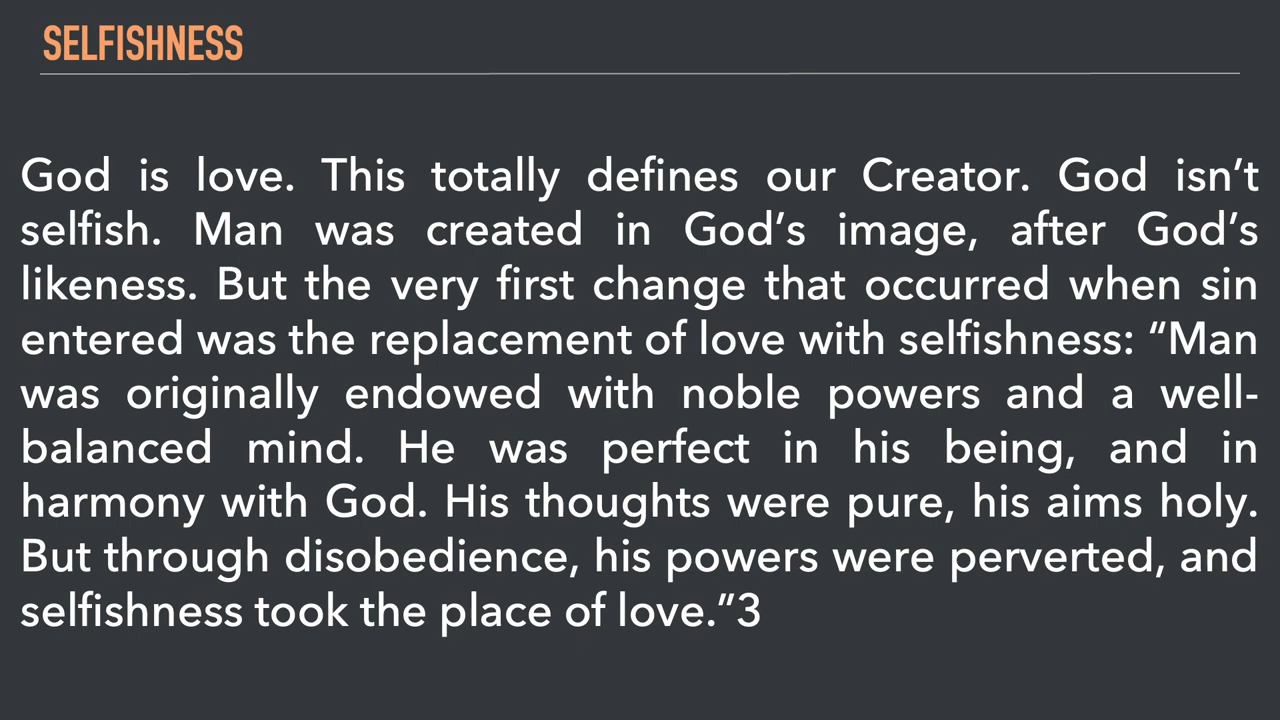 SELFISHNESS
God is love. This totally defines our Creator. God isn’t
selfish. Man was created in God’s image, after God’s
likeness. But the very first change that occurred when sin
entered was the replacement of love with selfishness: “Man
was originally endowed with noble powers and a well-
balanced mind. He was perfect in his being, and in
harmony with God. His thoughts were pure, his aims holy.
But through disobedience, his powers were perverted, and
selfishness took the place of love.”3